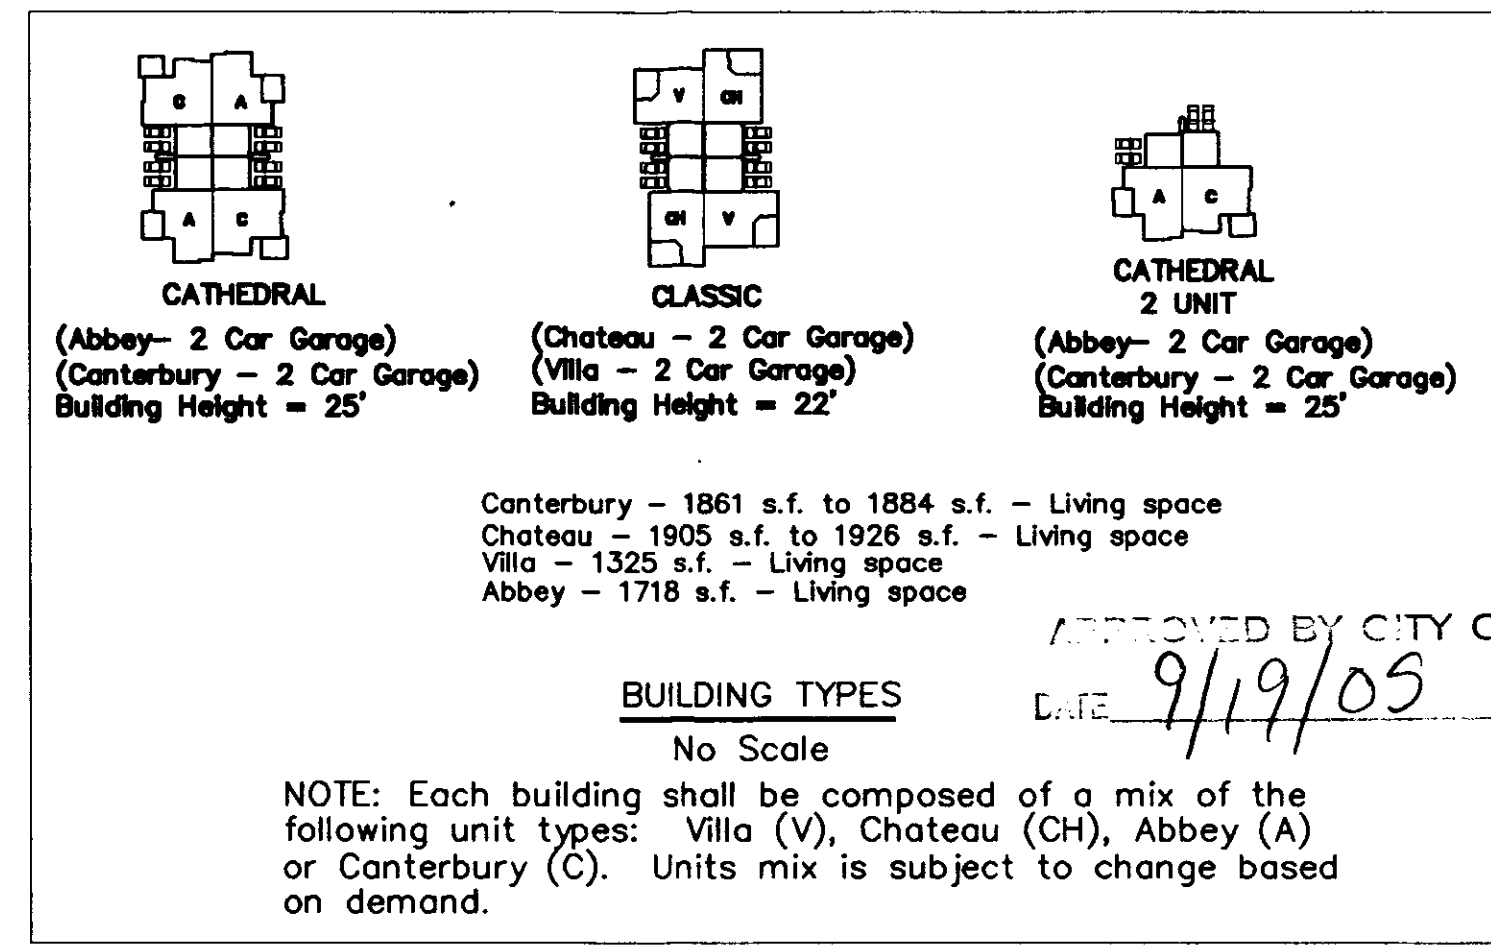 C A
A C
CATHEDRAL
(Abbey– 2 Car Garage)
(Canterbury – 2 Car Garage)
Building Height = 25'
V CH
CH V
CLASSIC
(Chateau – 2 Car Garage)
(Villa – 2 Car Garage)
Building Height = 22'
A C
CATHEDRAL
2 UNIT
(Abbey– 2 Car Garage)
(Canterbury – 2 Car Garage)
Building Height = 25'
Canterbury – 1861 s.f. to 1884 s.f. – Living space
Chateau – 1905 s.f. to 1926 s.f. – Living space
Villa – 1325 s.f. – Living space
Abbey – 1718 s.f. – Living space
APPROVED BY CITY C
DATE 9/19/05
BUILDING TYPES
No Scale
NOTE: Each building shall be composed of a mix of the
following unit types: Villa (V), Chateau (CH), Abbey (A)
or Canterbury (C). Units mix is subject to change based
on demand.